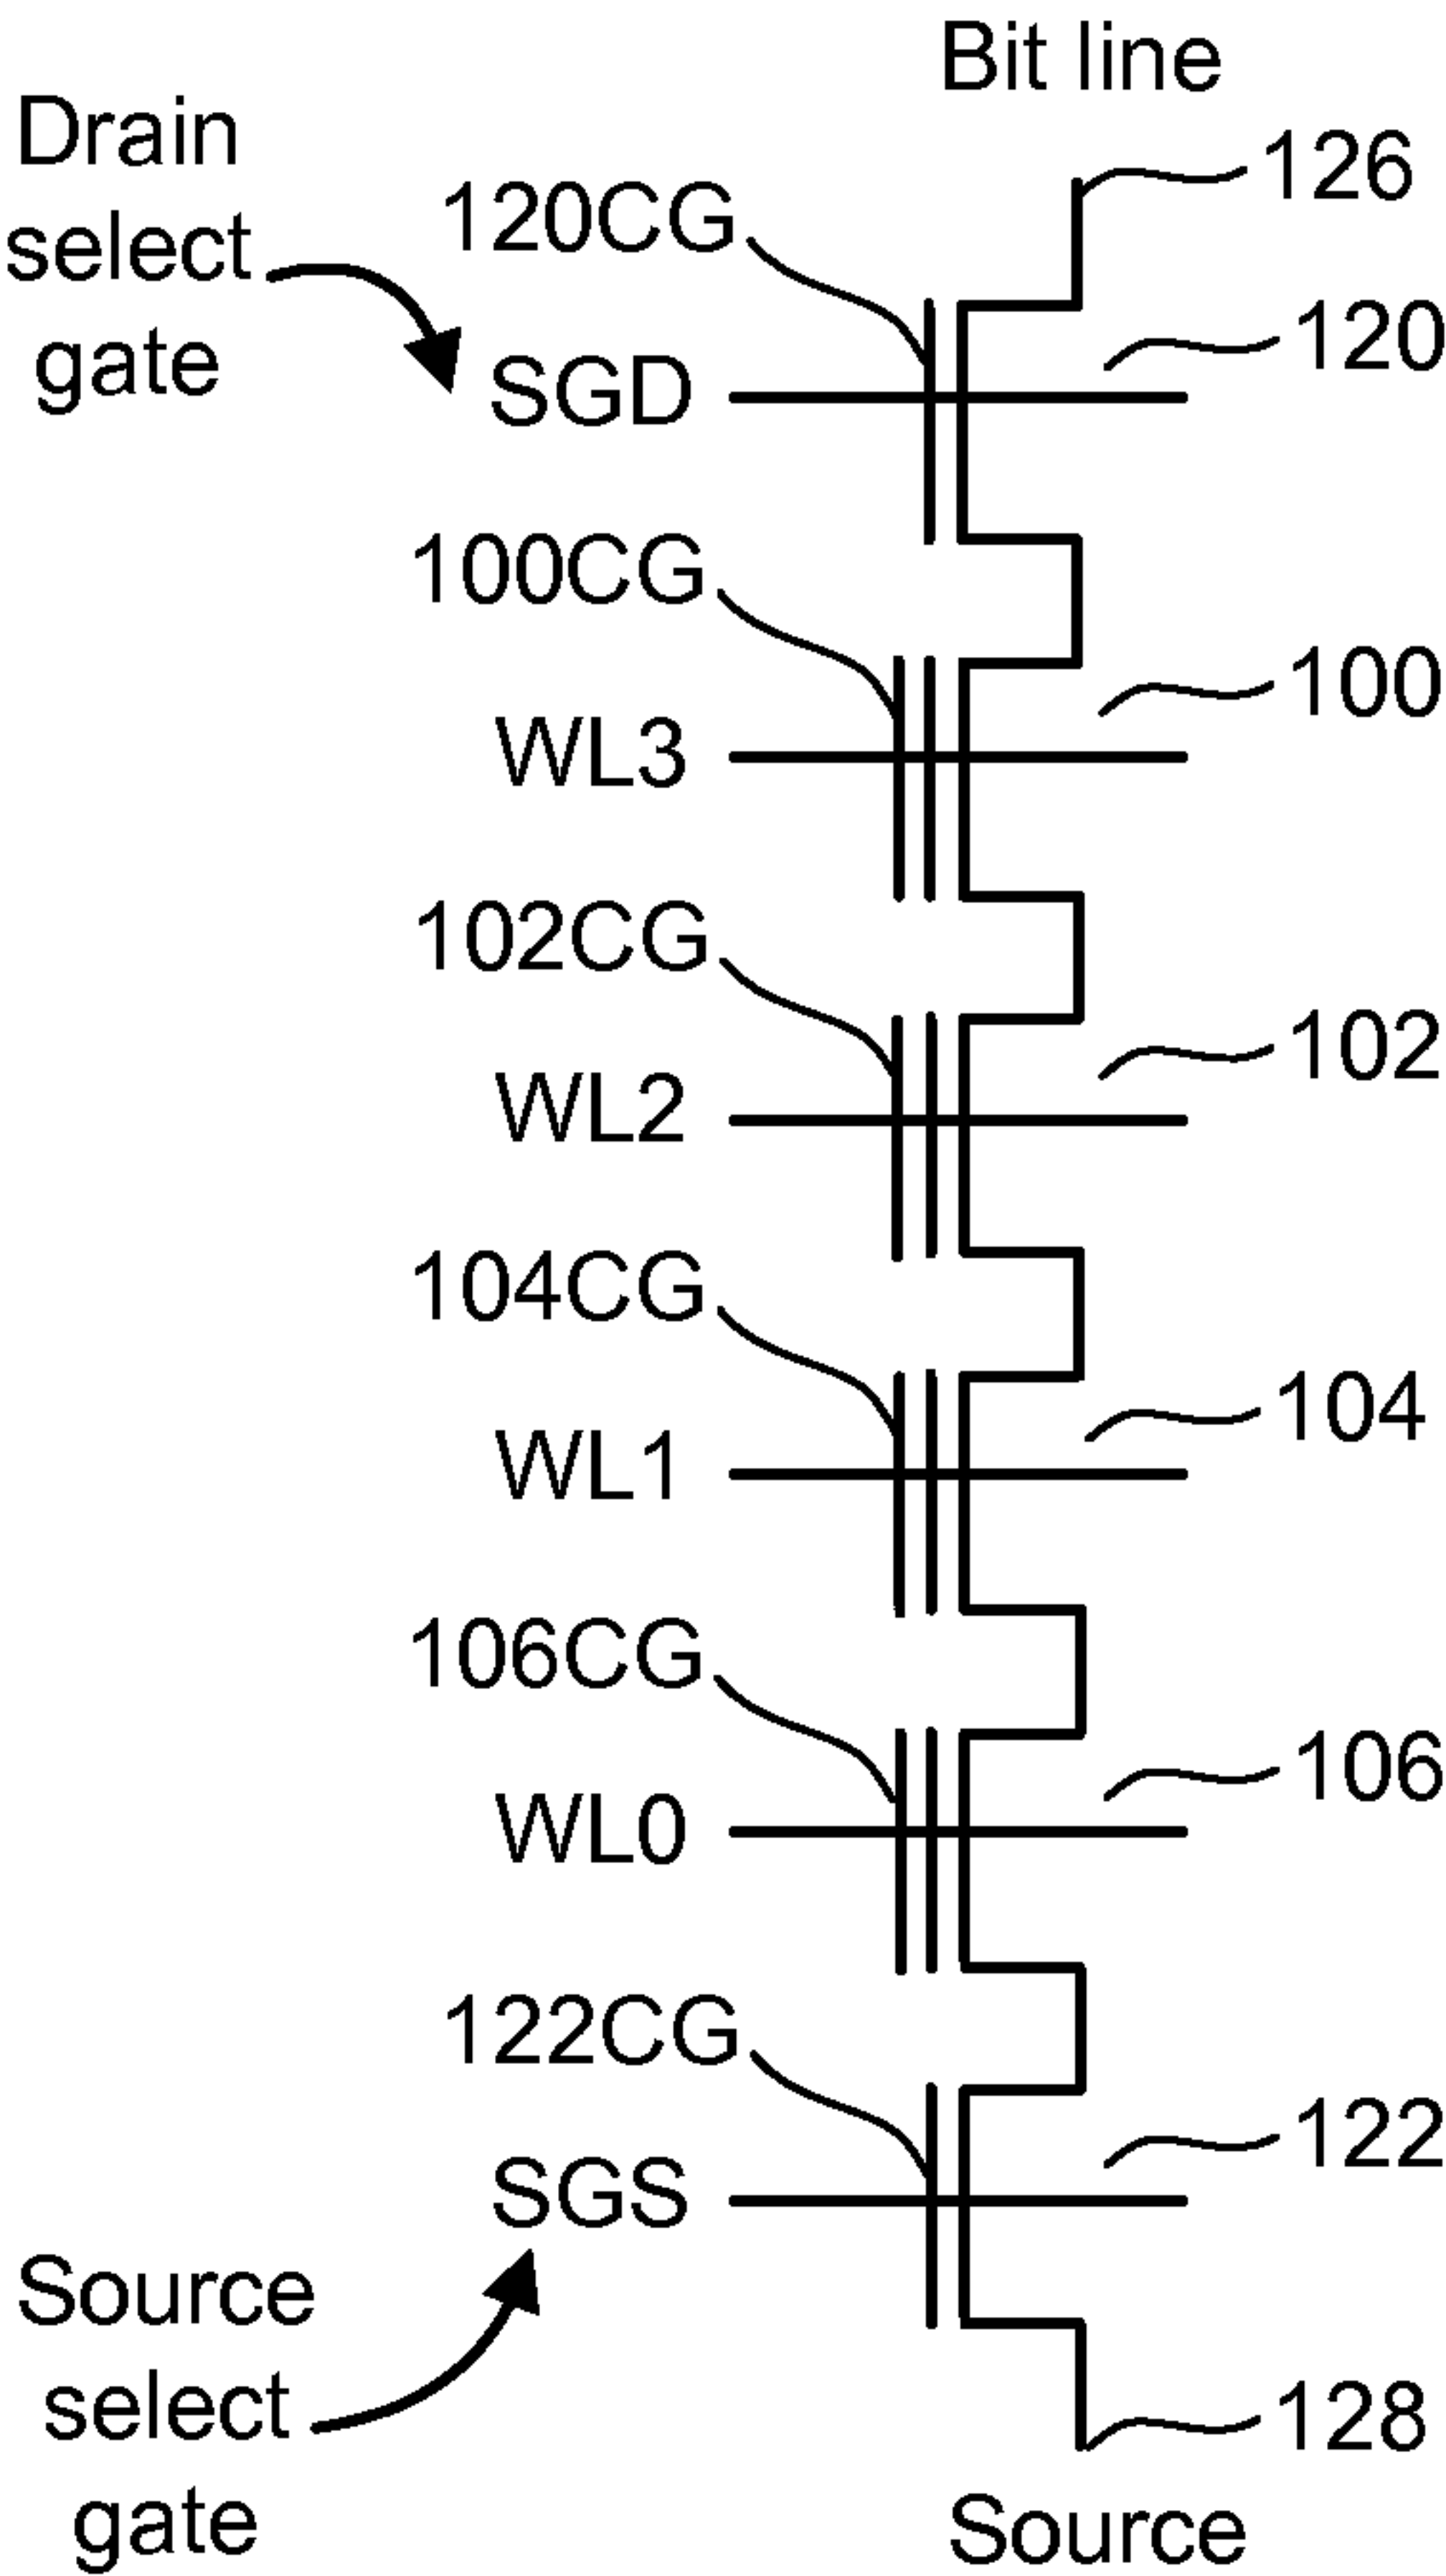 Bit line
126
Drain
select
gate
120CG
120
SGD
100CG
100
WL3
102CG
102
WL2
104CG
104
WL1
106CG
106
WL0
122CG
122
SGS
Source
select
gate
128
Source